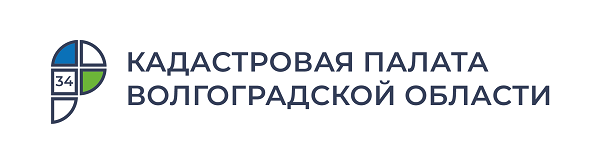 34
КАДАСТРОВАЯ ПАЛАТА
ВОЛГОГРАДСКОЙ ОБЛАСТИ